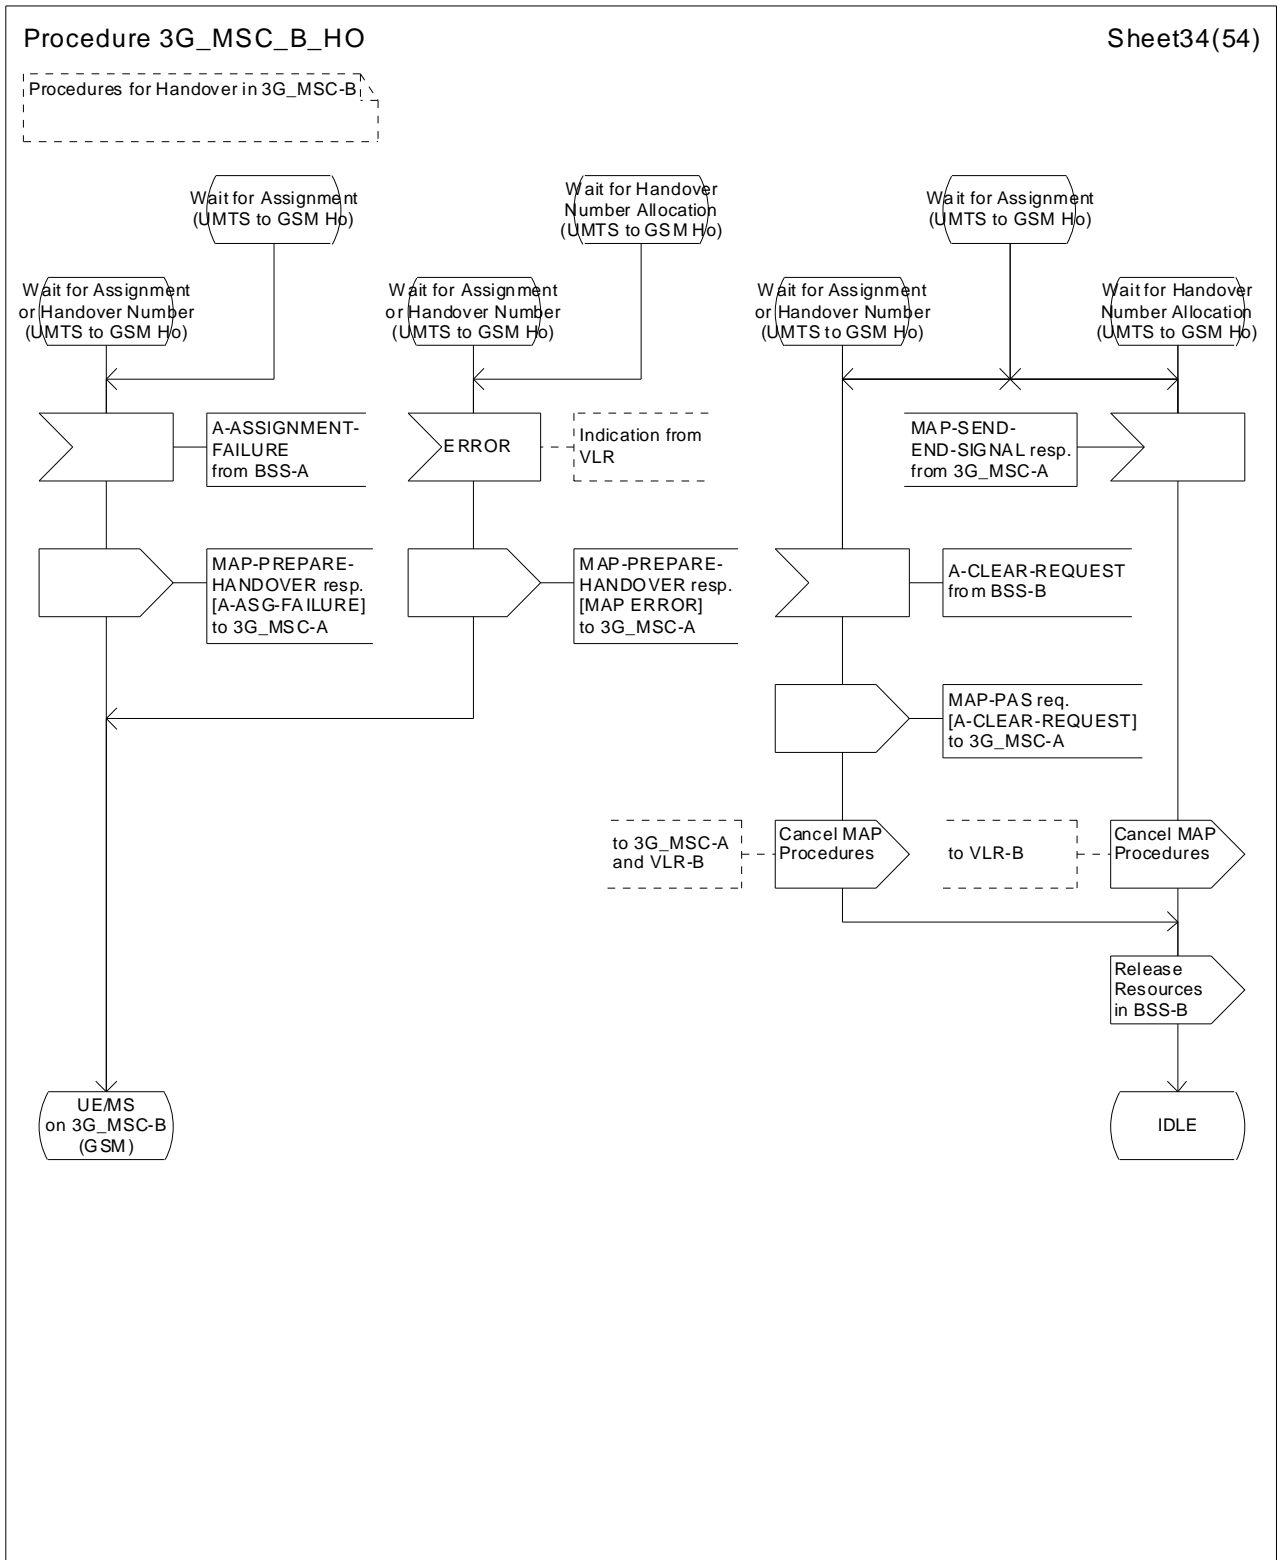 Procedure 3G_MSC_B_HO
Sheet34(54)
Procedures for Handover in 3G_MSC-B
Wait for Assignment
(UMTS to GSM Ho)
Wait for Handover
Number Allocation
(UMTS to GSM Ho)
Wait for Assignment
(UMTS to GSM Ho)
Wait for Assignment
or Handover Number
(UMTS to GSM Ho)
Wait for Assignment
or Handover Number
(UMTS to GSM Ho)
Wait for Assignment
or Handover Number
(UMTS to GSM Ho)
Wait for Handover
Number Allocation
(UMTS to GSM Ho)
A-ASSIGNMENT-
FAILURE
from BSS-A
ERROR
Indication from
VLR
MAP-SEND-
END-SIGNAL resp.
from 3G_MSC-A
MAP-PREPARE-
HANDOVER resp.
[A-ASG-FAILURE]
to 3G_MSC-A
MAP-PREPARE-
HANDOVER resp.
[MAP ERROR]
to 3G_MSC-A
A-CLEAR-REQUEST
from BSS-B
MAP-PAS req.
[A-CLEAR-REQUEST]
to 3G_MSC-A
to 3G_MSC-A
and VLR-B
Cancel MAP
Procedures
to VLR-B
Cancel MAP
Procedures
Release
Resources
in BSS-B
UE/MS
on 3G_MSC-B
(GSM)
IDLE